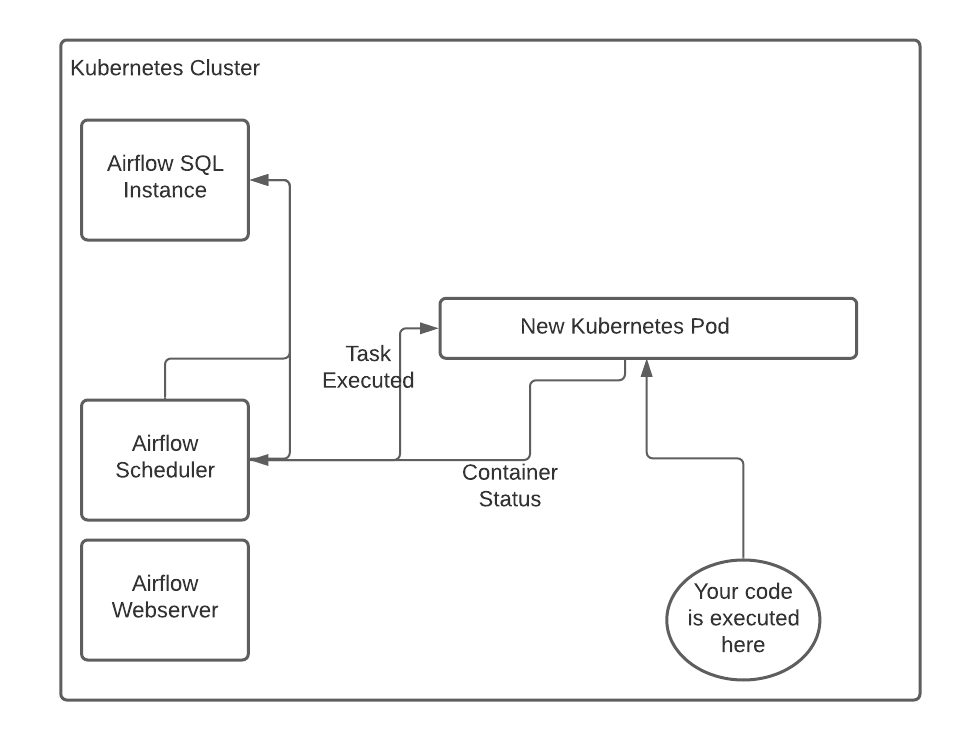 Kubernetes Cluster
Airflow SQL
Instance
New Kubernetes Pod
Task
Executed
Airflow
Scheduler
Container
Status
Airflow
Webserver
Your code
is executed
here